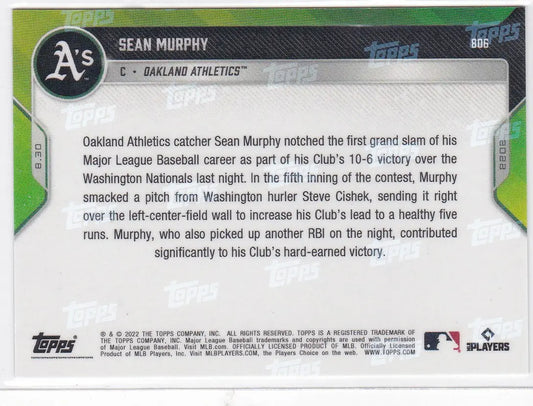 A's
SEAN MURPHY
806
C • OAKLAND ATHLETICS™
8.30
2022
Oakland Athletics catcher Sean Murphy notched the first grand slam of his
Major League Baseball career as part of his Club's 10-6 victory over the
Washington Nationals last night. In the fifth inning of the contest, Murphy
smacked a pitch from Washington hurler Steve Cishek, sending it right
over the left-center-field wall to increase his Club's lead to a healthy five
runs. Murphy, who also picked up another RBI on the night, contributed
significantly to his Club's hard-earned victory.
Topps
® & © 2022 THE TOPPS COMPANY, INC. ALL RIGHTS RESERVED. TOPPS IS A REGISTERED TRADEMARK OF
THE TOPPS COMPANY, INC. Major League Baseball trademarks and copyrights are used with permission
of Major League Baseball. Visit MLB.com. OFFICIALLY LICENSED PRODUCT OF MLB. Officially Licensed
Product of MLB Players, Inc. Visit MLBPLAYERS.com, the Players Choice on the web. WWW.TOPPS.COM
PLAYERS